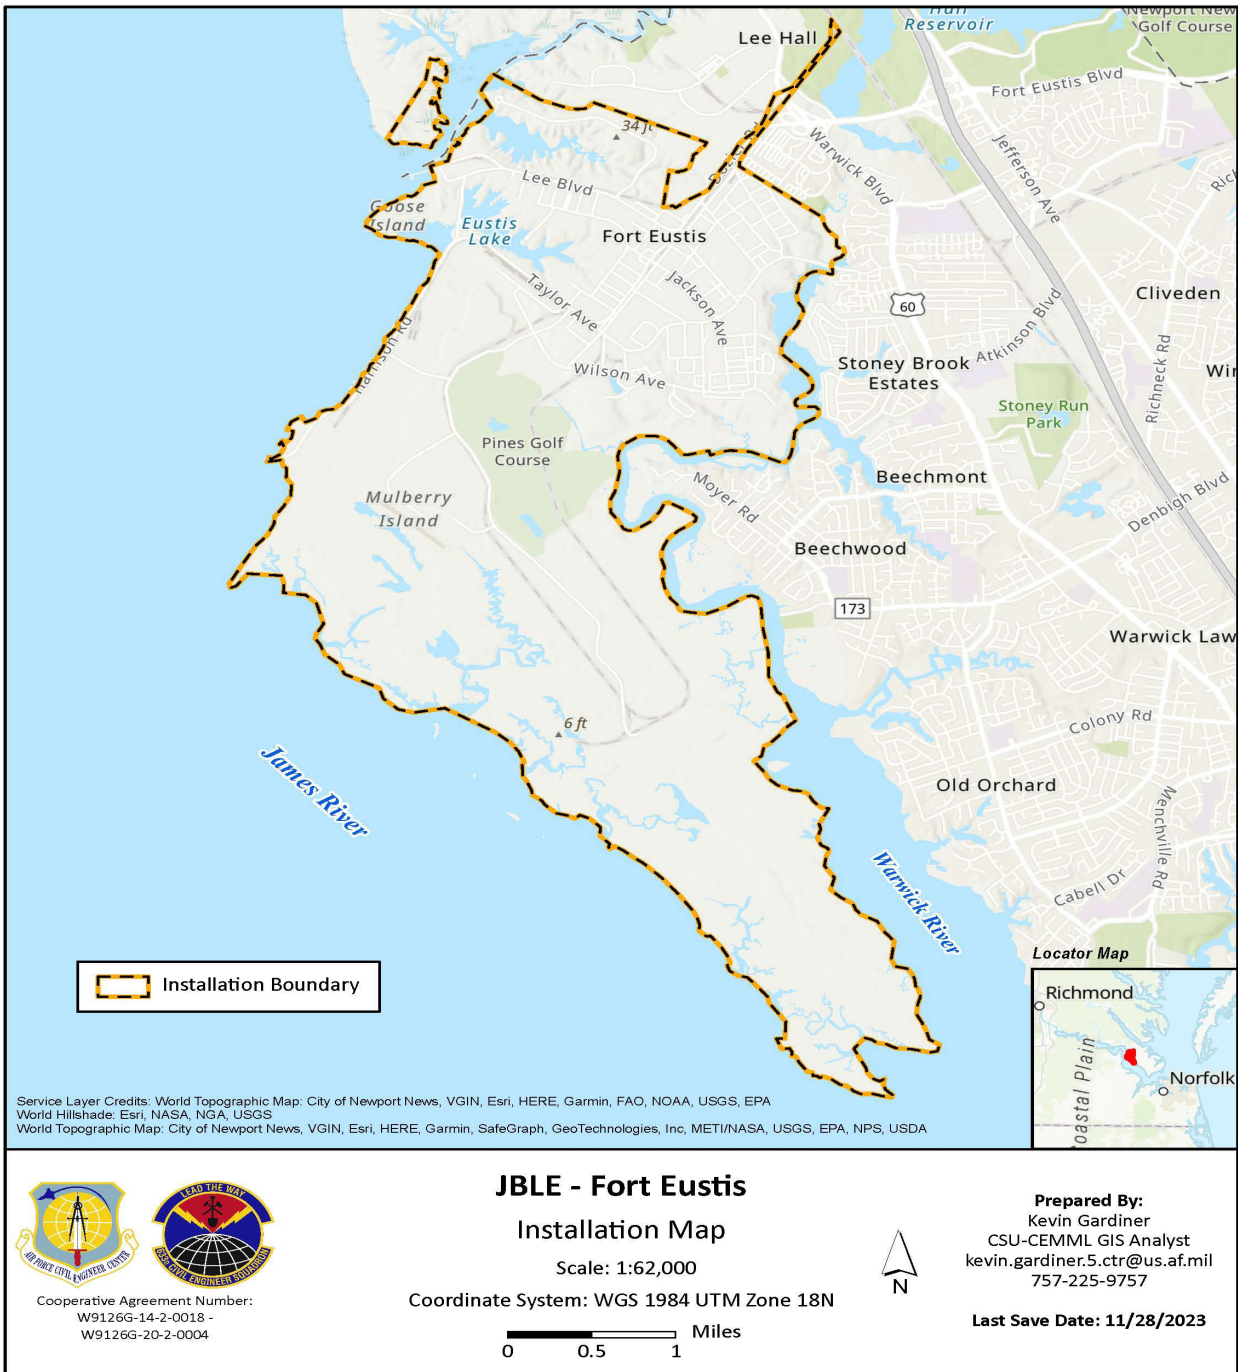 Hall
Reservoir
Newport New
Golf Course
Lee Hall
Fort Eustis Blvd
34 ft
Warwick Blvd
Jefferson Ave
Lee Blvd
Goose
Island
Eustis
Lake
Fort Eustis
Jackson Ave
Taylor Ave
60
Cliveden
Atkinson Blvd
Harrison Rd
Wilson Ave
Stoney Brook
Estates
Richneck Rd
Stoney Run
Park
Pines Golf
Course
Moyer Rd
Beechmont
Denbigh Blvd
Mulberry
Island
Beechwood
173
Warwick Law
6 ft
Colony Rd
James River
Old Orchard
Menchville Rd
Warwick River
Cabell Dr
Installation Boundary
Locator Map
Richmond
oastal Plain
Norfolk
Service Layer Credits: World Topographic Map: City of Newport News, VGIN, Esri, HERE, Garmin, FAO, NOAA, USGS, EPA
World Hillshade: Esri, NASA, NGA, USGS
World Topographic Map: City of Newport News, VGIN, Esri, HERE, Garmin, SafeGraph, GeoTechnologies, Inc, METI/NASA, USGS, EPA, NPS, USDA
AIR FORCE CIVIL ENGINEER CENTER
LEAD THE WAY
633d CIVIL ENGINEER SQUADRON
Cooperative Agreement Number:
W9126G-14-2-0018 -
W9126G-20-2-0004
JBLE - Fort Eustis
Installation Map
Scale: 1:62,000
Coordinate System: WGS 1984 UTM Zone 18N
Miles
0 0.5 1
N
Prepared By:
Kevin Gardiner
CSU-CEMML GIS Analyst
kevin.gardiner.5.ctr@us.af.mil
757-225-9757
Last Save Date: 11/28/2023